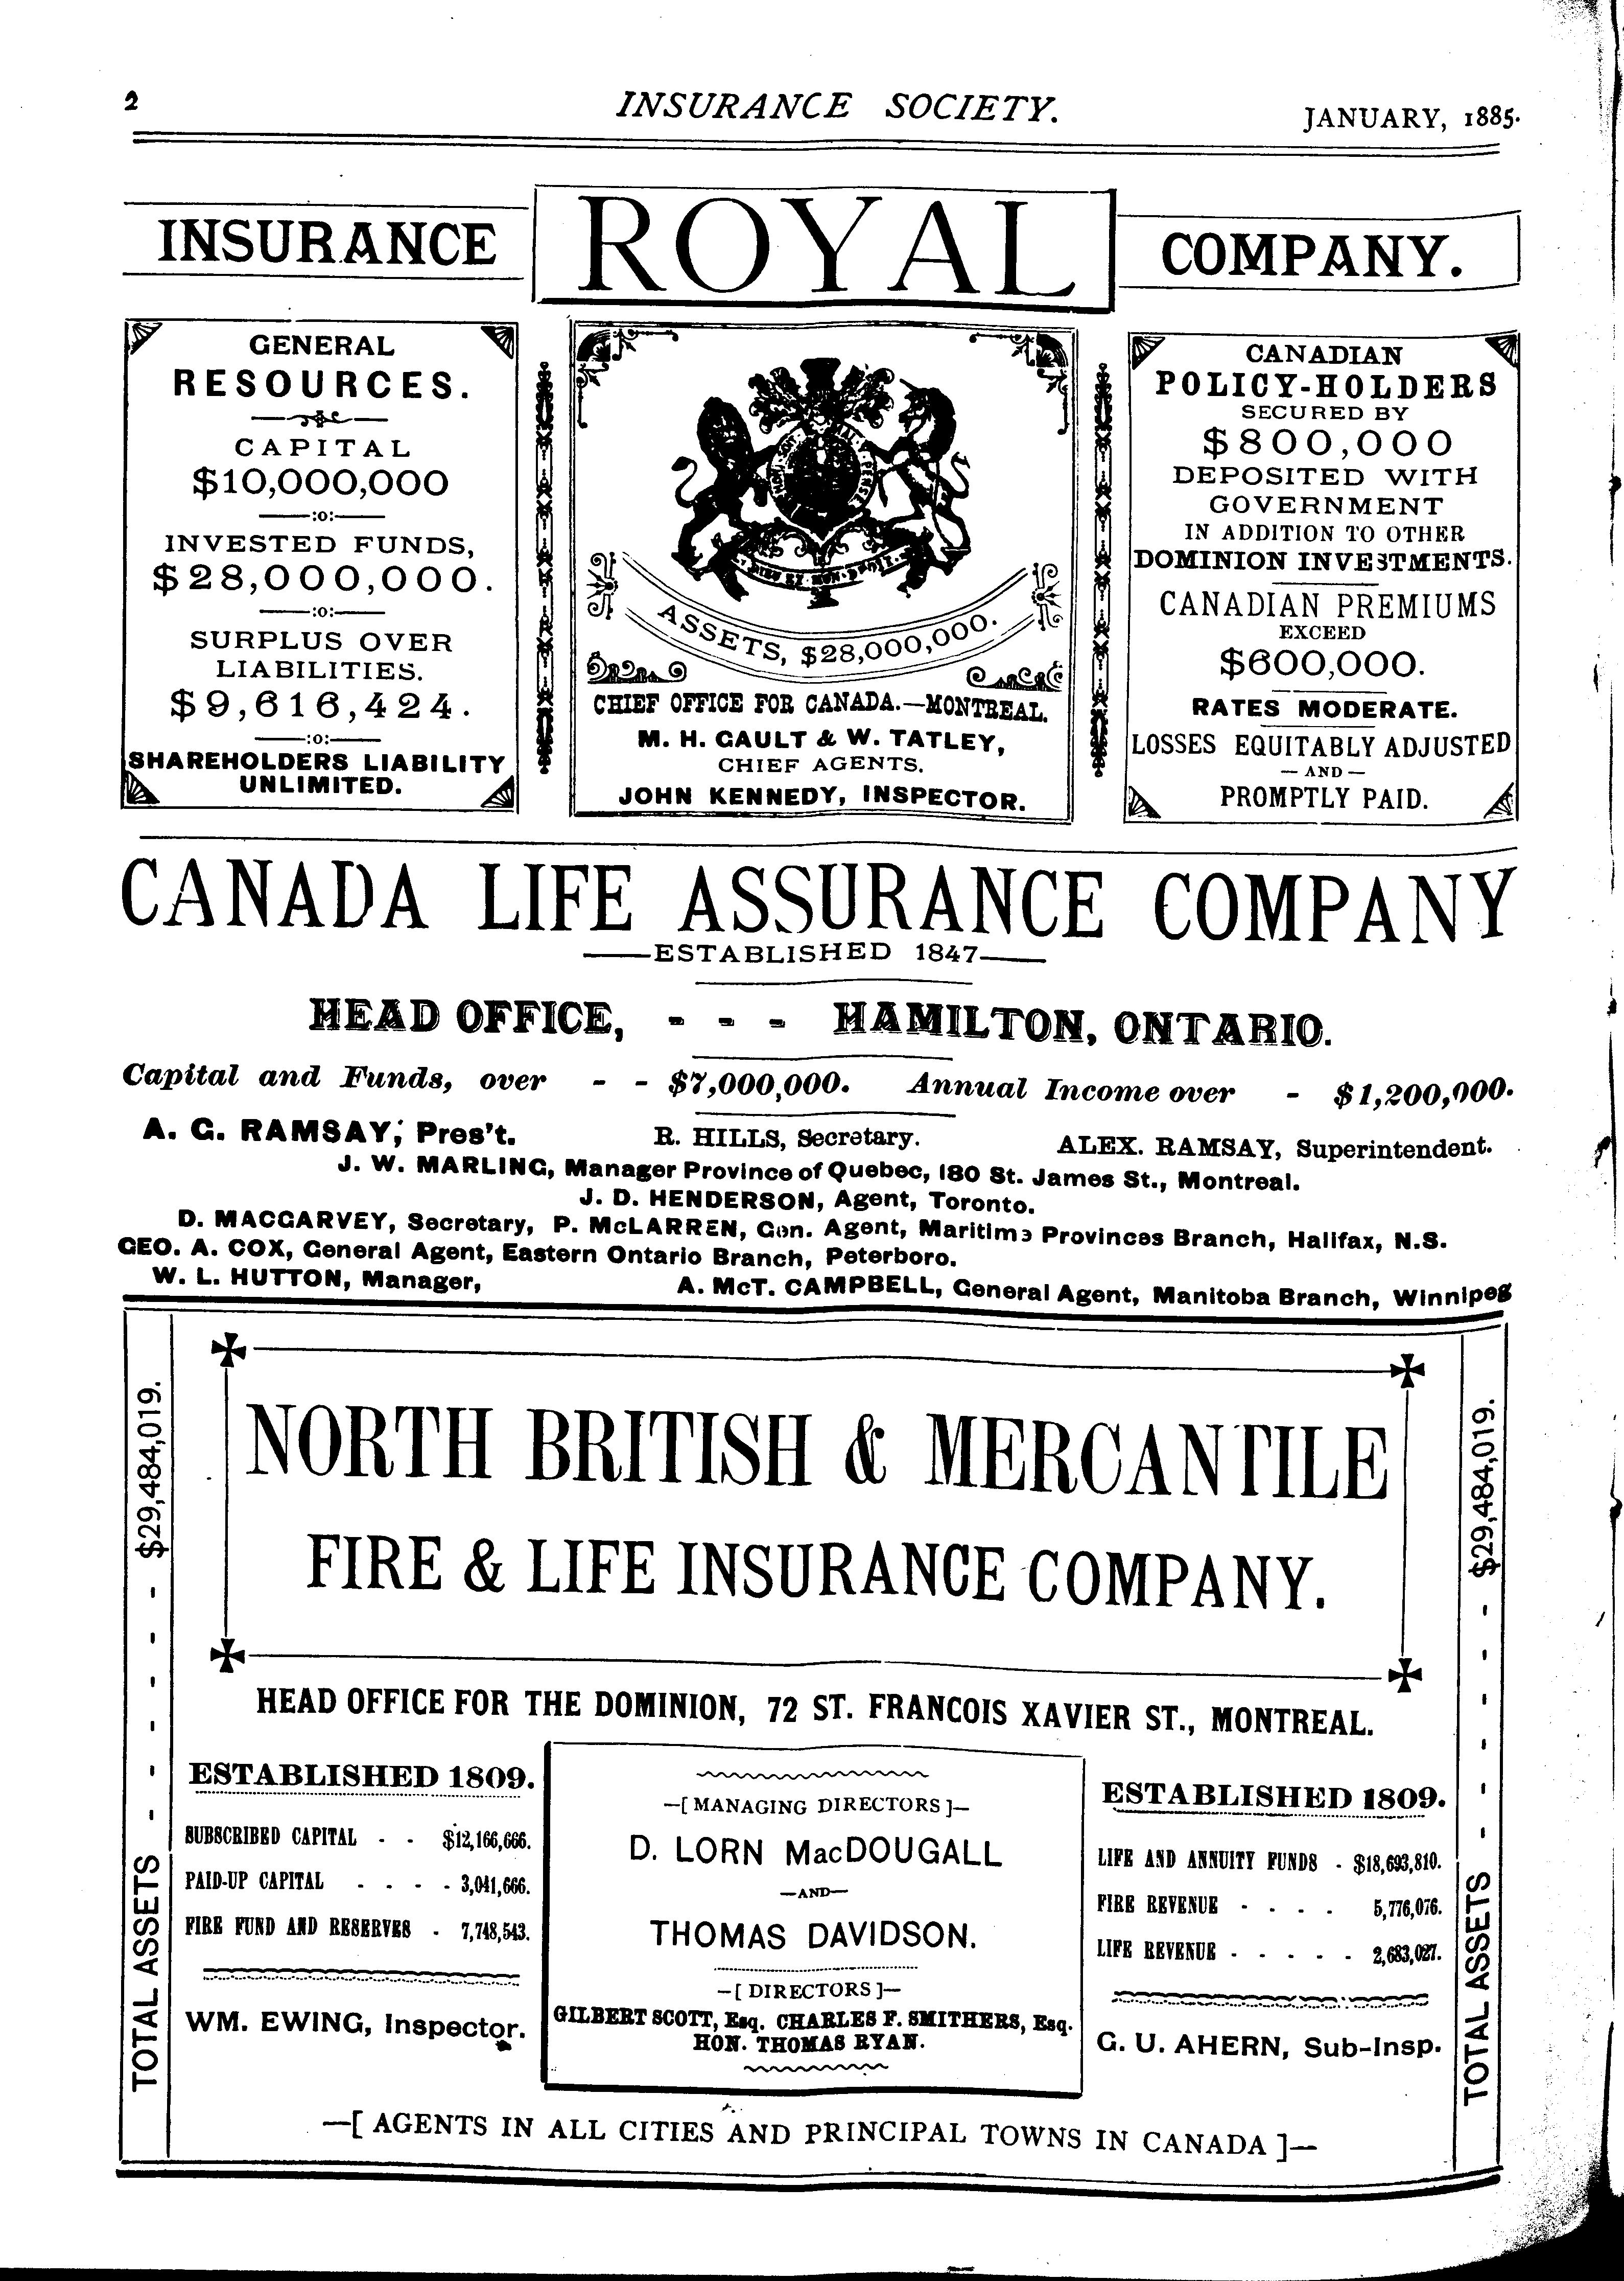 2
INSURANCE SOCIETY.
JANUARY, 1885.
INSURANCE ROYAL COMPANY.
GENERAL
RESOURCES.
CAPITAL
$10,000,000
:o:
INVESTED FUNDS,
$28,000,000.
:o:
SURPLUS OVER
LIABILITIES.
$9,616,424.
:o:
SHAREHOLDERS LIABILITY
UNLIMITED.
DIEU ET MON DROIT.
ASSETS, $28,000,000.
CHIEF OFFICE FOR CANADA.—MONTREAL.
M. H. GAULT & W. TATLEY,
CHIEF AGENTS.
JOHN KENNEDY, INSPECTOR.
CANADIAN
POLICY-HOLDERS
SECURED BY
$800,000
DEPOSITED WITH
GOVERNMENT
IN ADDITION TO OTHER
DOMINION INVESTMENTS.
CANADIAN PREMIUMS
EXCEED
$600,000.
RATES MODERATE.
LOSSES EQUITABLY ADJUSTED
— AND —
PROMPTLY PAID.
CANADA LIFE ASSURANCE COMPANY
——ESTABLISHED 1847——
HEAD OFFICE, - - - HAMILTON, ONTARIO.
Capital and Funds, over - - $7,000,000. Annual Income over - $1,200,000.
A. G. RAMSAY, Pres't. R. HILLS, Secretary. ALEX. RAMSAY, Superintendent.
J. W. MARLING, Manager Province of Quebec, 180 St. James St., Montreal.
J. D. HENDERSON, Agent, Toronto.
D. MACGARVEY, Secretary, P. McLARREN, Gen. Agent, Maritime Provinces Branch, Halifax, N.S.
GEO. A. COX, General Agent, Eastern Ontario Branch, Peterboro.
W. L. HUTTON, Manager, A. McT. CAMPBELL, General Agent, Manitoba Branch, Winnipeg
TOTAL ASSETS - - - - - - $29,484,019.
NORTH BRITISH & MERCANTILE
FIRE & LIFE INSURANCE COMPANY.
HEAD OFFICE FOR THE DOMINION, 72 ST. FRANCOIS XAVIER ST., MONTREAL.
ESTABLISHED 1809.
SUBSCRIBED CAPITAL - - $12,166,666.
PAID-UP CAPITAL - - - - 3,041,666.
FIRE FUND AND RESERVES - 7,748,543.
WM. EWING, Inspector.
—[ MANAGING DIRECTORS ]—
D. LORN MacDOUGALL
—AND—
THOMAS DAVIDSON.
—[ DIRECTORS ]—
GILBERT SCOTT, Esq. CHARLES F. SMITHERS, Esq.
HON. THOMAS RYAN.
ESTABLISHED 1809.
LIFE AND ANNUITY FUNDS - $18,693,810.
FIRE REVENUE - - - - 5,776,076.
LIFE REVENUE - - - - - 2,683,027.
G. U. AHERN, Sub-Insp.
TOTAL ASSETS - - - - - - $29,484,019.
—[ AGENTS IN ALL CITIES AND PRINCIPAL TOWNS IN CANADA ]—